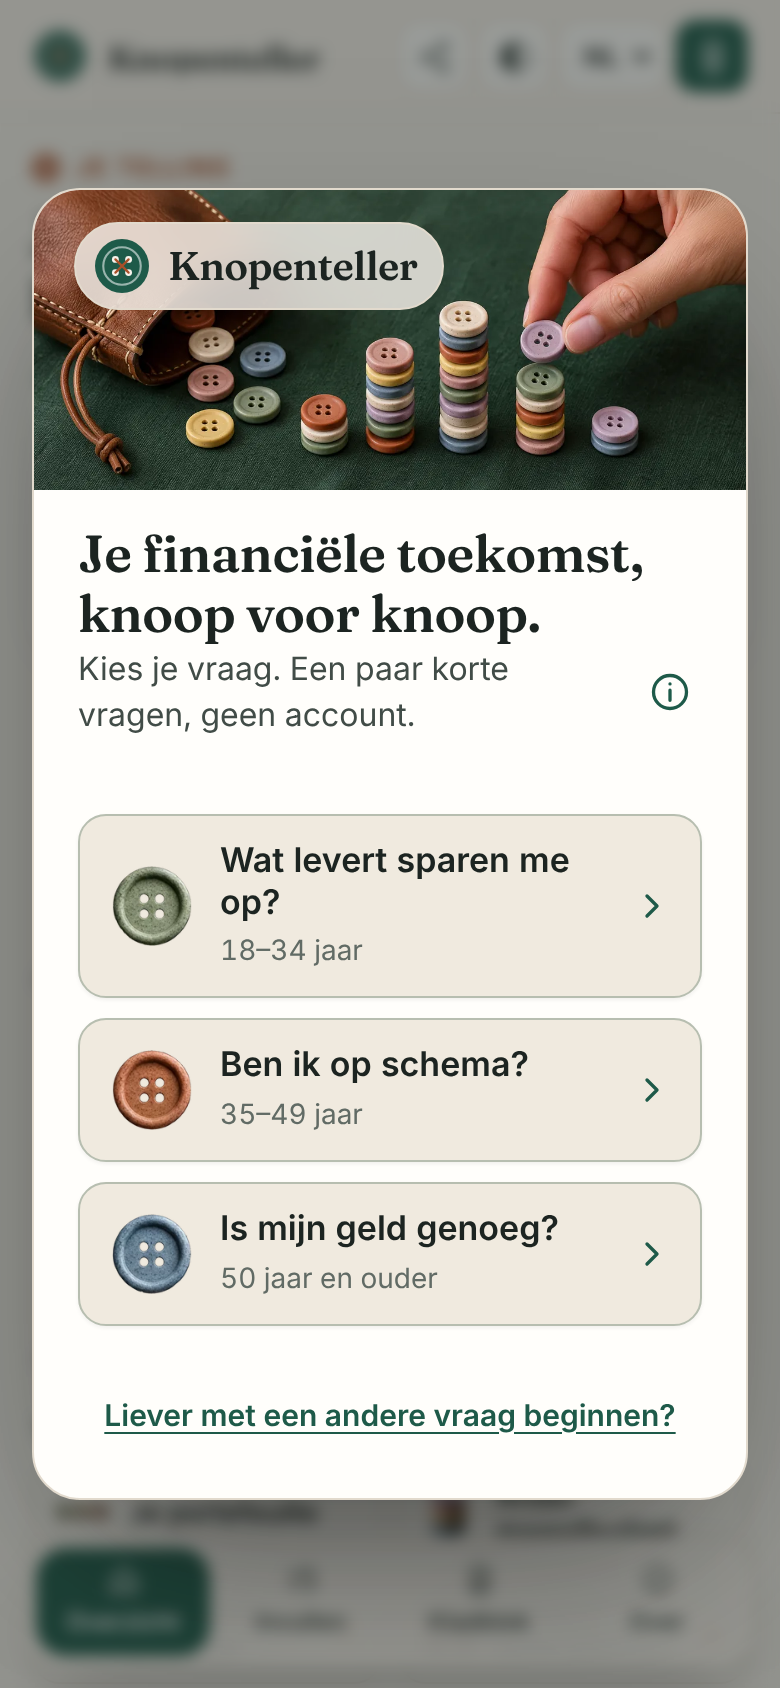 Knopenteller
Je financiële toekomst,
knoop voor knoop.
Kies je vraag. Een paar korte
vragen, geen account.
Wat levert sparen me
op?
18–34 jaar
Ben ik op schema?
35–49 jaar
Is mijn geld genoeg?
50 jaar en ouder
Liever met een andere vraag beginnen?